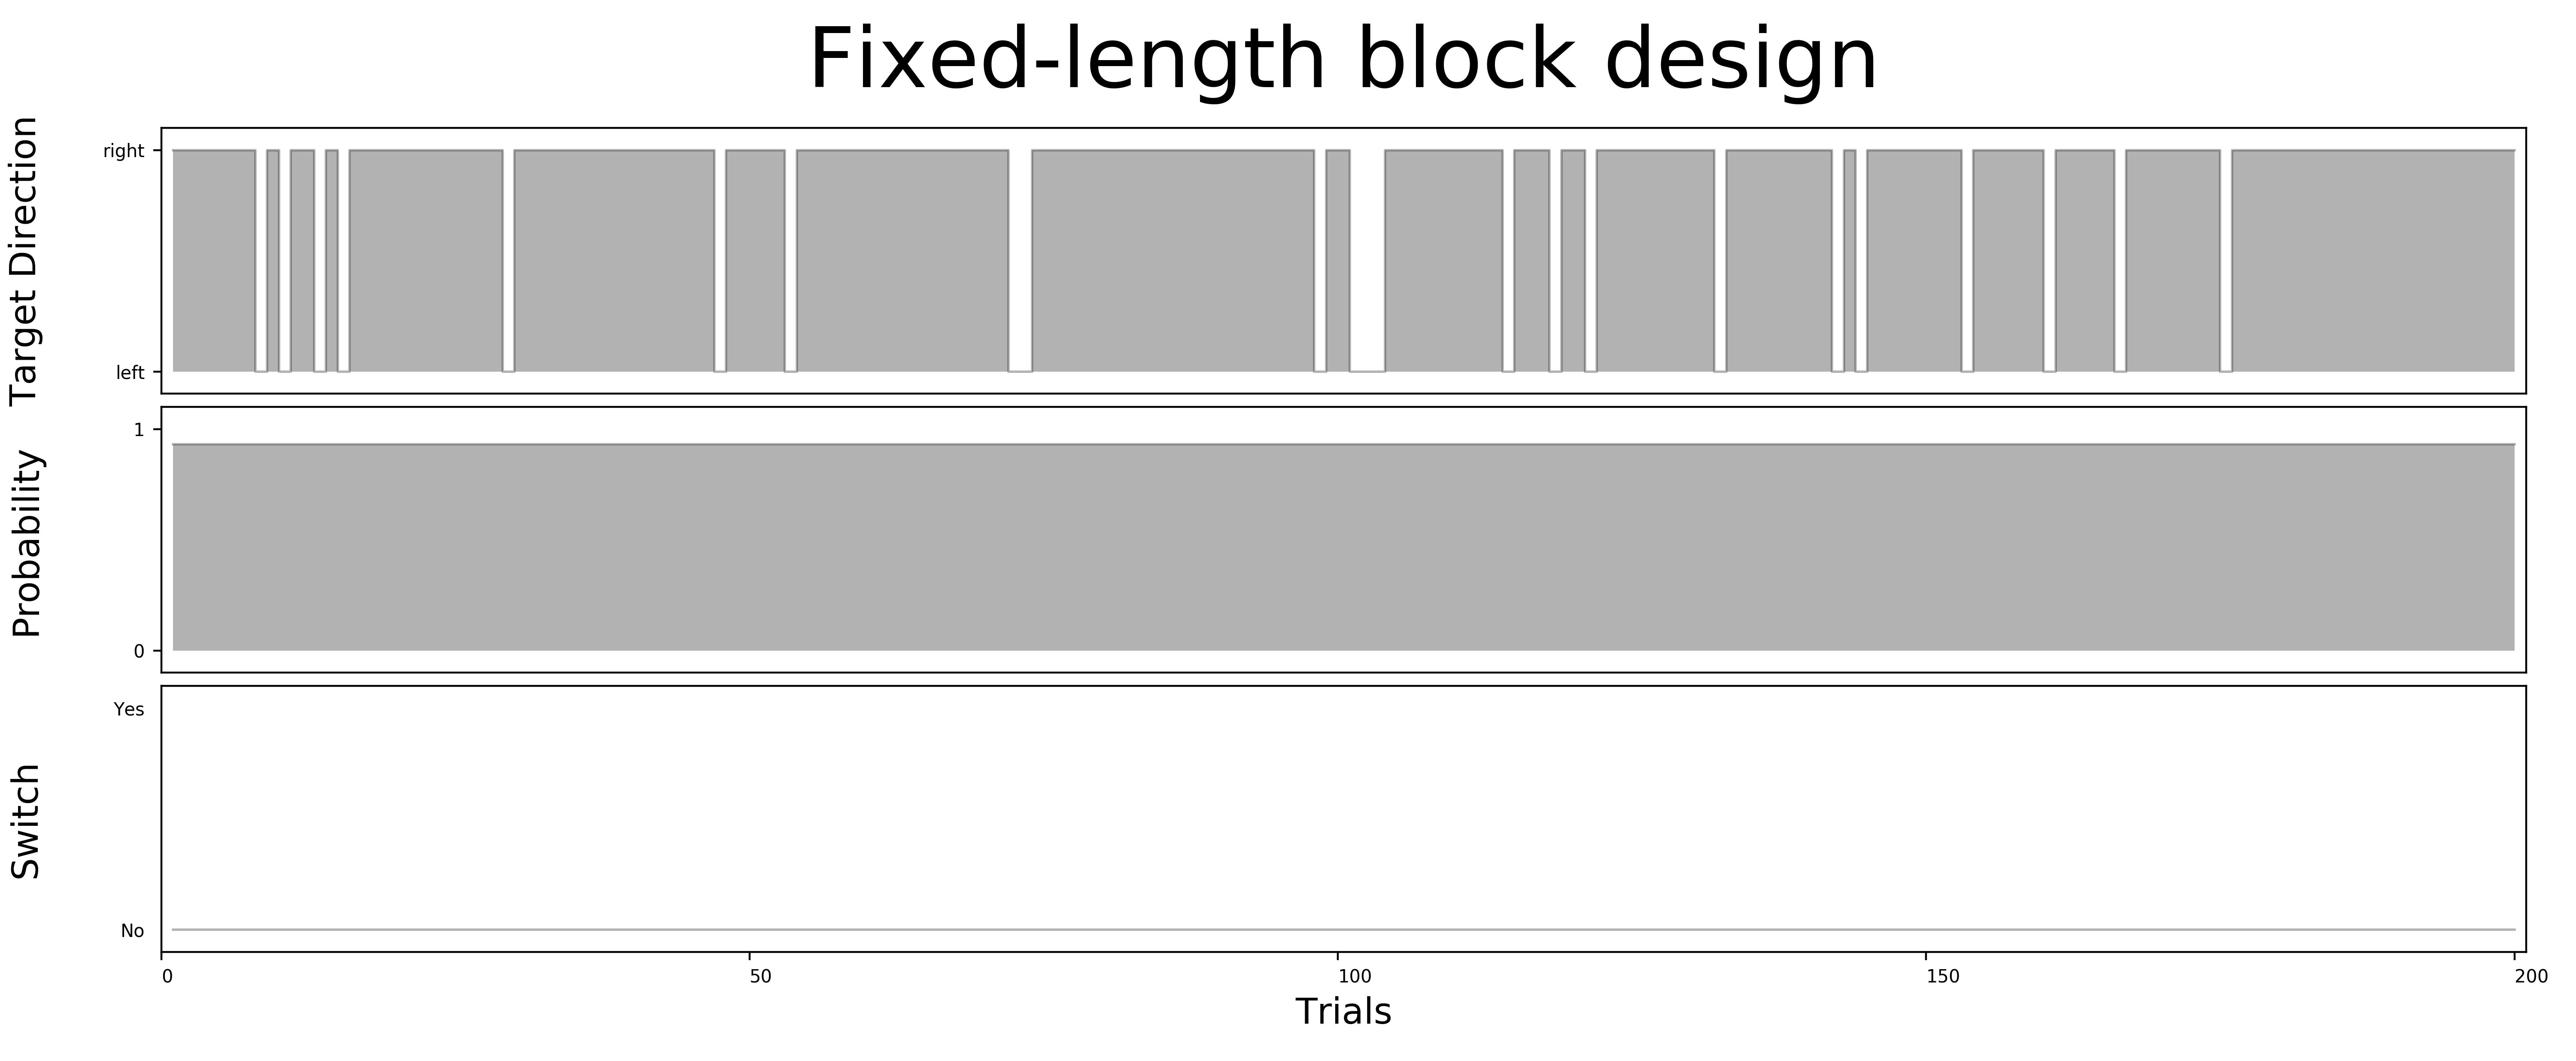 Fixed-length block design
Target Direction
right
left
Probability
1
0
Switch
Yes
No
0 50 100 150 200
Trials